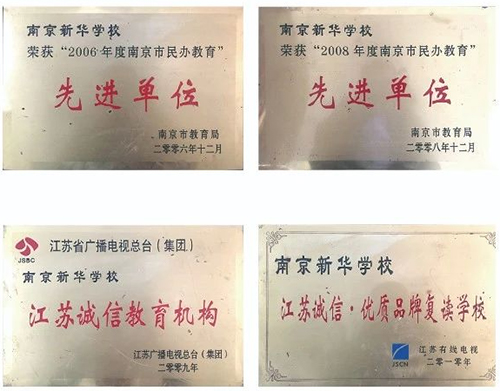 南京新华学校
荣获“2006年度南京市民办教育”
先进单位
南京市教育局
二零零六年十二月
南京新华学校
荣获“2008年度南京市民办教育”
先进单位
南京市教育局
二零零八年十二月
JSBC
江苏省广播电视总台（集团）
南京新华学校
江苏诚信教育机构
江苏广播电视总台（集团）
二零零九年
南京新华学校
江苏诚信·优质品牌复读学校
JSCN
江苏有线电视
二零一零年